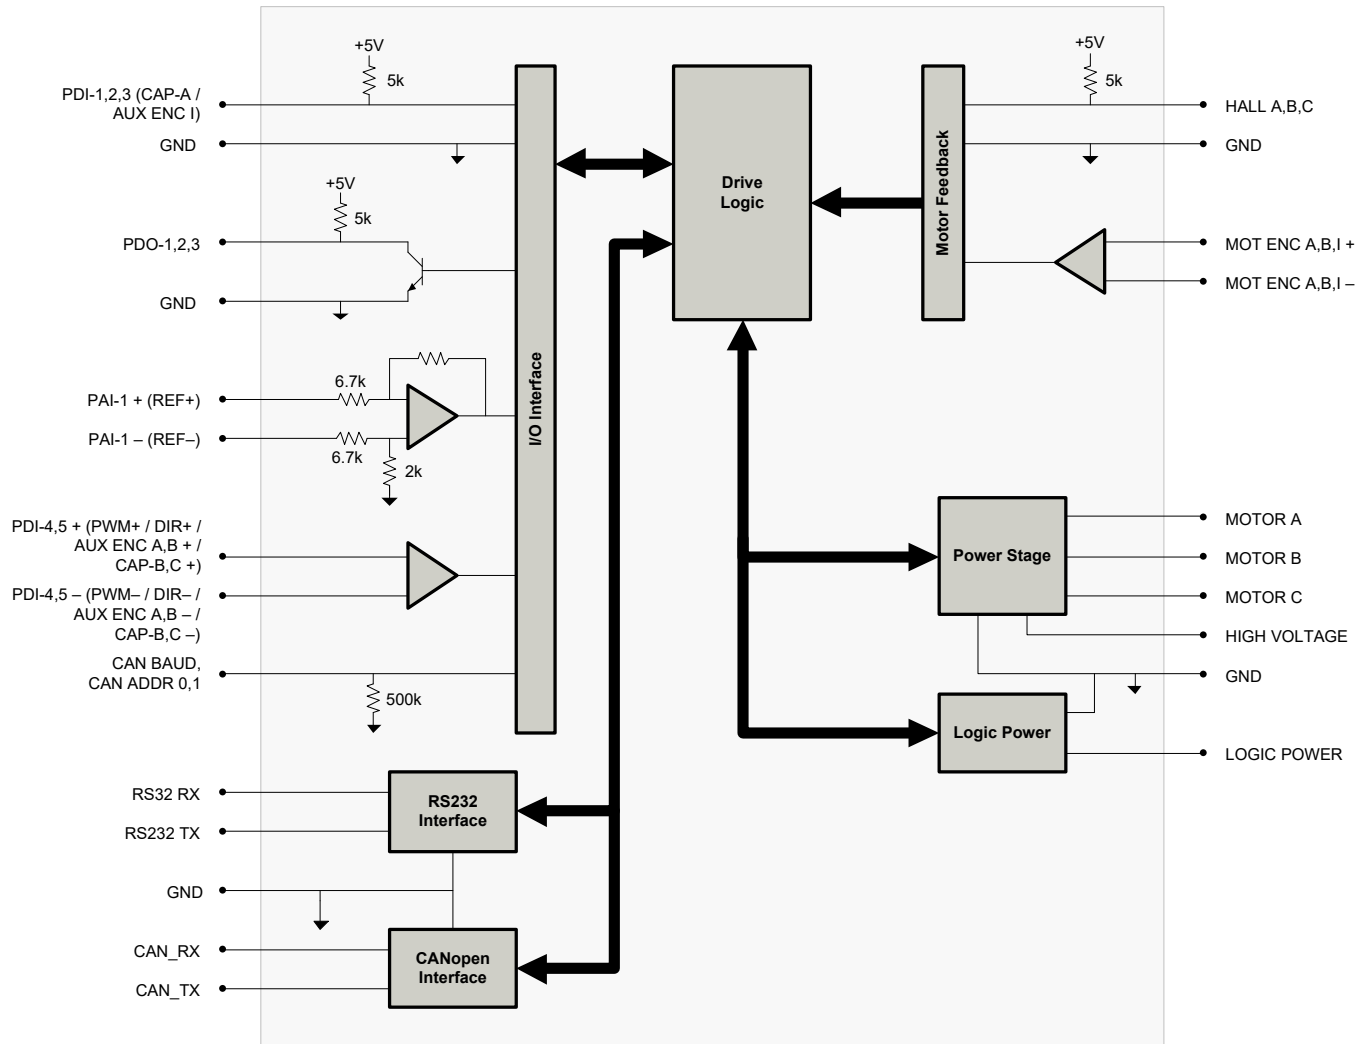 +5V
5k
PDI-1,2,3 (CAP-A /
AUX ENC I)
GND
+5V
5k
PDO-1,2,3
GND
6.7k
PAI-1 + (REF+)
PAI-1 – (REF–)
6.7k
2k
PDI-4,5 + (PWM+ / DIR+ /
AUX ENC A,B + /
CAP-B,C +)
PDI-4,5 – (PWM– / DIR– /
AUX ENC A,B – /
CAP-B,C –)
CAN BAUD,
CAN ADDR 0,1
500k
I/O Interface
RS32 RX
RS232 TX
RS232
Interface
GND
CAN_RX
CAN_TX
CANopen
Interface
Drive
Logic
Motor Feedback
+5V
5k
HALL A,B,C
GND
MOT ENC A,B,I +
MOT ENC A,B,I –
Power Stage
MOTOR A
MOTOR B
MOTOR C
HIGH VOLTAGE
GND
Logic Power
LOGIC POWER